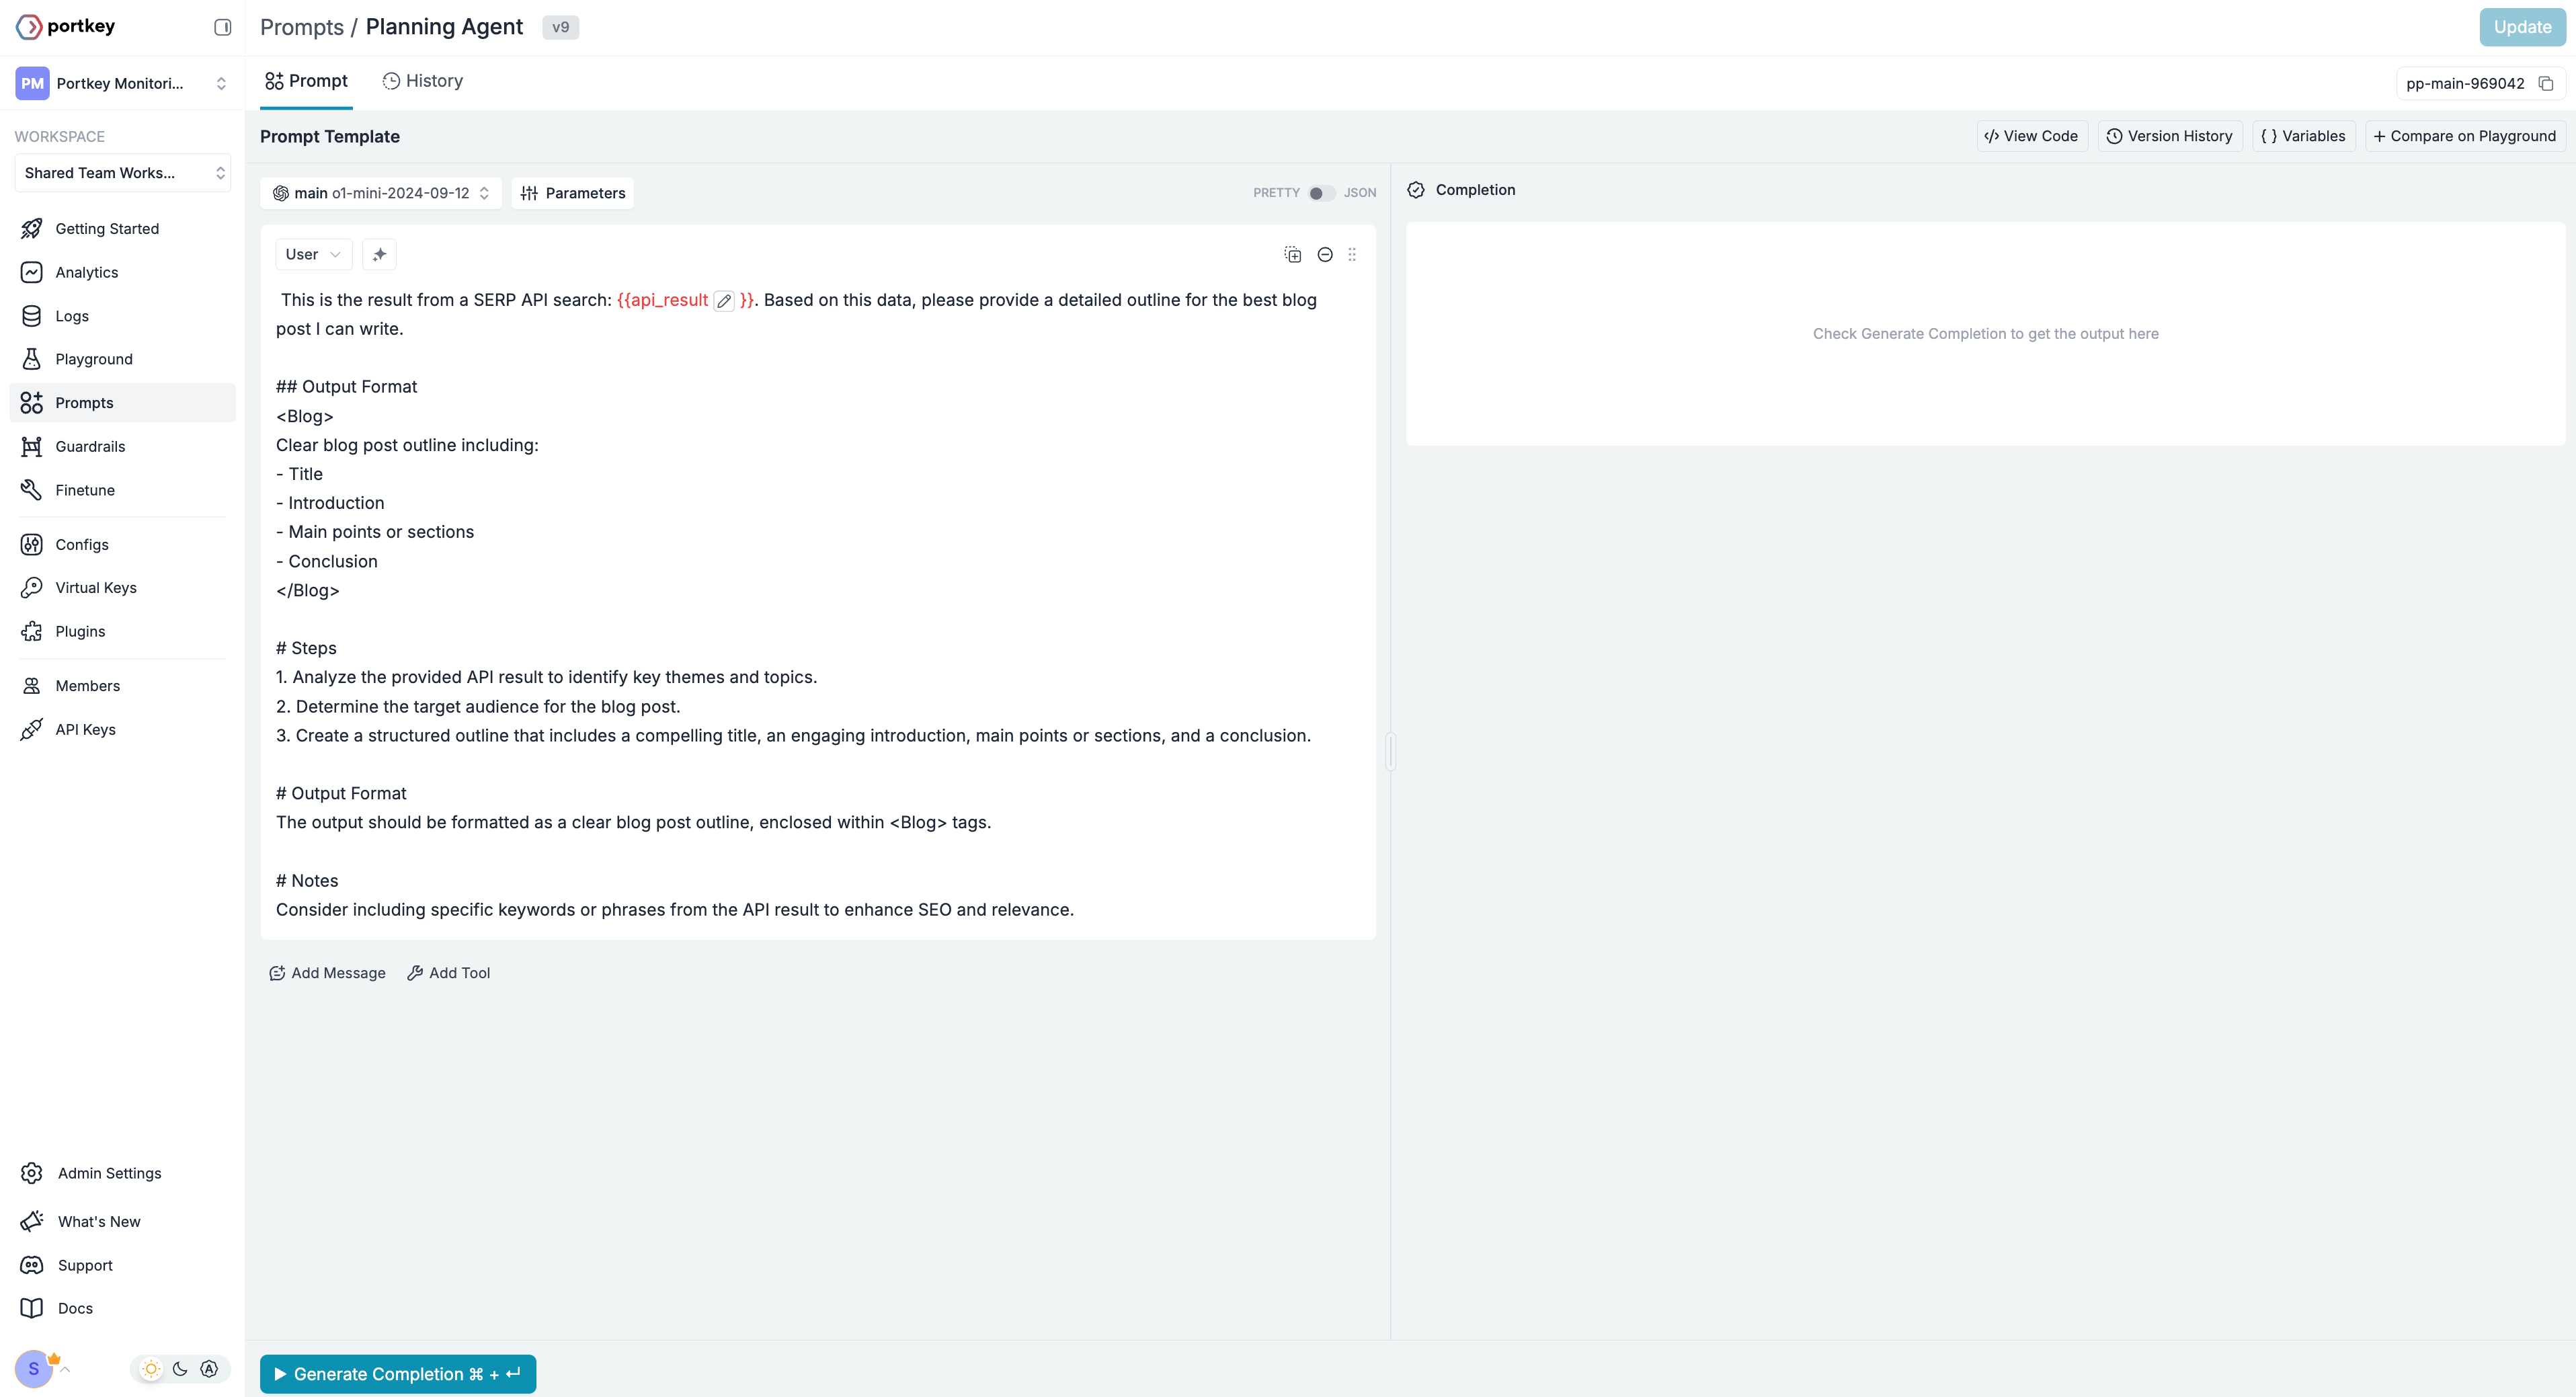 portkey
Prompts / Planning Agent v9
Update
PM Portkey Monitori...
Prompt
History
pp-main-969042
WORKSPACE
Shared Team Works...
Prompt Template
View Code
Version History
{ } Variables
+ Compare on Playground
main o1-mini-2024-09-12
Parameters
PRETTY
JSON
Completion
Getting Started
Analytics
Logs
Playground
Prompts
Guardrails
Finetune
Configs
Virtual Keys
Plugins
Members
API Keys
User
This is the result from a SERP API search: {{api_result }}. Based on this data, please provide a detailed outline for the best blog
post I can write.
## Output Format
<Blog>
Clear blog post outline including:
- Title
- Introduction
- Main points or sections
- Conclusion
</Blog>
# Steps
1. Analyze the provided API result to identify key themes and topics.
2. Determine the target audience for the blog post.
3. Create a structured outline that includes a compelling title, an engaging introduction, main points or sections, and a conclusion.
# Output Format
The output should be formatted as a clear blog post outline, enclosed within <Blog> tags.
# Notes
Consider including specific keywords or phrases from the API result to enhance SEO and relevance.
Add Message
Add Tool
Check Generate Completion to get the output here
Admin Settings
What's New
Support
Docs
S
A
Generate Completion ⌘ + ↵